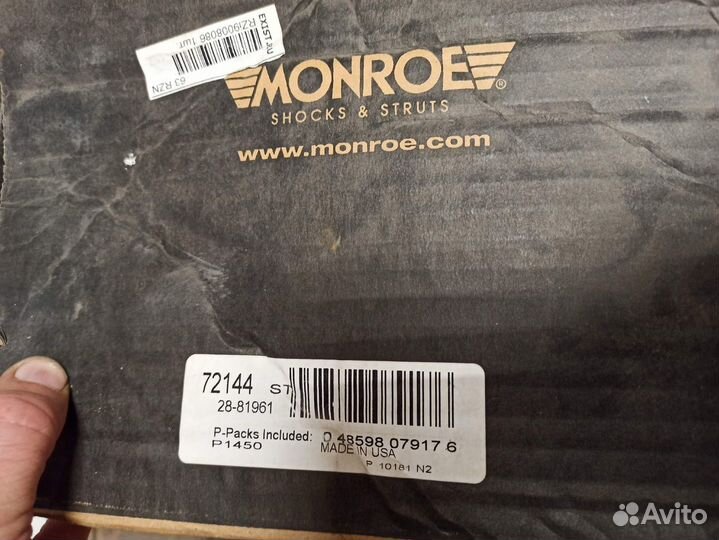 EXIST.RU
RZN9008086 1шт
63 RZN
MONROE®
SHOCKS & STRUTS
www.monroe.com
72144 ST
28-81961
P-Packs Included: 0 48598 07917 6
P1450 MADE IN USA
P 10181 N2
Avito